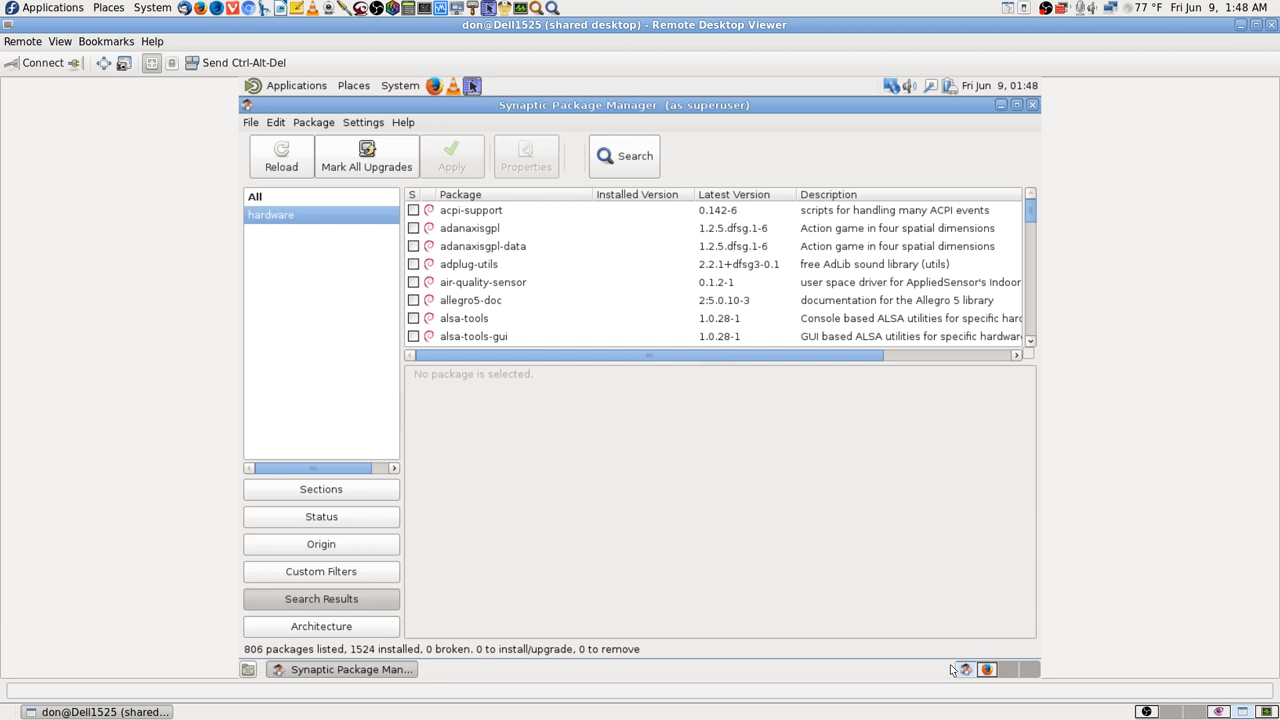 Applications Places System 77 °F Fri Jun 9, 1:48 AM
don@Dell1525 (shared desktop) - Remote Desktop Viewer
Remote View Bookmarks Help
Connect Send Ctrl-Alt-Del
Applications Places System Fri Jun 9, 01:48
Synaptic Package Manager (as superuser)
File Edit Package Settings Help
Reload Mark All Upgrades Apply Properties Search
All
hardware
S Package Installed Version Latest Version Description
acpi-support 0.142-6 scripts for handling many ACPI events
adanaxisgpl 1.2.5.dfsg.1-6 Action game in four spatial dimensions
adanaxisgpl-data 1.2.5.dfsg.1-6 Action game in four spatial dimensions
adplug-utils 2.2.1+dfsg3-0.1 free AdLib sound library (utils)
air-quality-sensor 0.1.2-1 user space driver for AppliedSensor's Indoor
allegro5-doc 2:5.0.10-3 documentation for the Allegro 5 library
alsa-tools 1.0.28-1 Console based ALSA utilities for specific hard
alsa-tools-gui 1.0.28-1 GUI based ALSA utilities for specific hardwar
No package is selected.
Sections
Status
Origin
Custom Filters
Search Results
Architecture
806 packages listed, 1524 installed, 0 broken. 0 to install/upgrade, 0 to remove
Synaptic Package Man...
don@Dell1525 (shared...